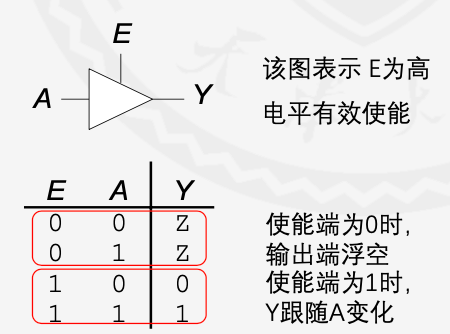 E
A
Y
该图表示 E为高
电平有效使能
E A Y
0 0 Z
0 1 Z
1 0 0
1 1 1
使能端为0时,
输出端浮空
使能端为1时,
Y跟随A变化